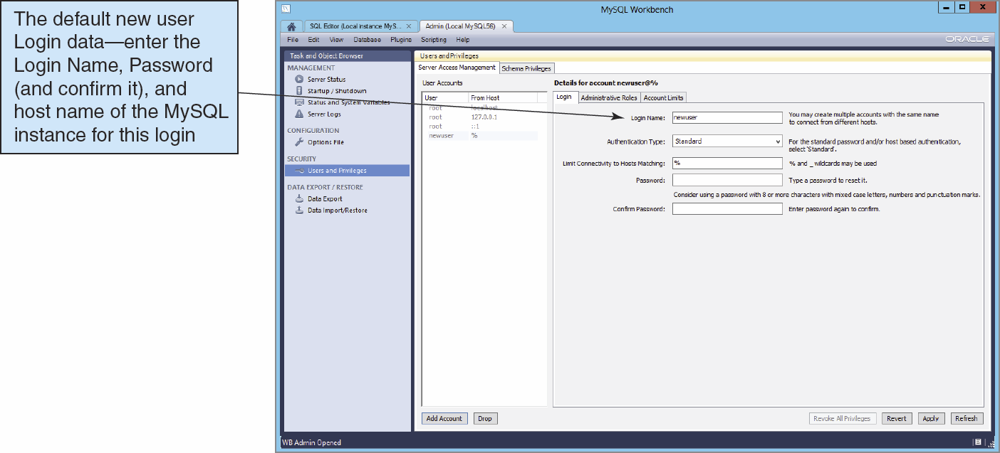 The default new user
Login data—enter the
Login Name, Password
(and confirm it), and
host name of the MySQL
instance for this login
MySQL Workbench
SQL Editor (Local instance MyS... ×
Admin (Local MySQL56) ×
File Edit View Database Plugins Scripting Help
ORACLE
Task and Object Browser
MANAGEMENT
Server Status
Startup / Shutdown
Status and System Variables
Server Logs
CONFIGURATION
Options File
SECURITY
Users and Privileges
DATA EXPORT / RESTORE
Data Export
Data Import/Restore
Users and Privileges
Server Access Management Schema Privileges
User Accounts
User From Host
root localhost
root 127.0.0.1
root ::1
newuser %
Details for account newuser@%
Login Administrative Roles Account Limits
Login Name: newuser
You may create multiple accounts with the same name
to connect from different hosts.
Authentication Type: Standard
For the standard password and/or host based authentication,
select 'Standard'.
Limit Connectivity to Hosts Matching: % % and _ wildcards may be used
Password: Type a password to reset it.
Consider using a password with 8 or more characters with mixed case letters, numbers and punctuation marks.
Confirm Password: Enter password again to confirm.
Add Account Drop Revoke All Privileges Revert Apply Refresh
WB Admin Opened